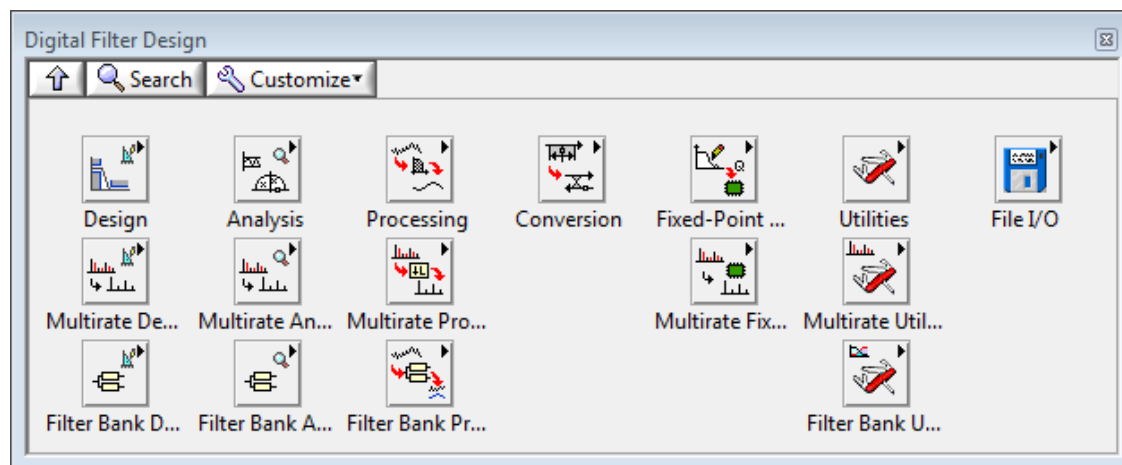 Digital Filter Design
Search Customize
Design Analysis Processing Conversion Fixed-Point ... Utilities File I/O
Multirate De... Multirate An... Multirate Pro... Multirate Fix... Multirate Util...
Filter Bank D... Filter Bank A... Filter Bank Pr... Filter Bank U...